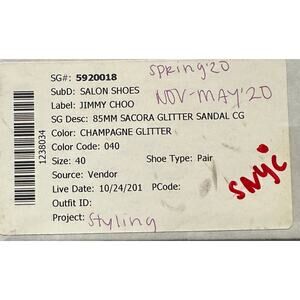 SG#: 5920018
Spring'20
SubD: SALON SHOES
Label: JIMMY CHOO
NOV-MAY'20
SG Desc: 85MM SACORA GLITTER SANDAL CG
Color: CHAMPAGNE GLITTER
Color Code: 040
Size: 40 Shoe Type: Pair
Source: Vendor
Live Date: 10/24/201 PCode:
Outfit ID:
Project: Styling
1238034
SNYC